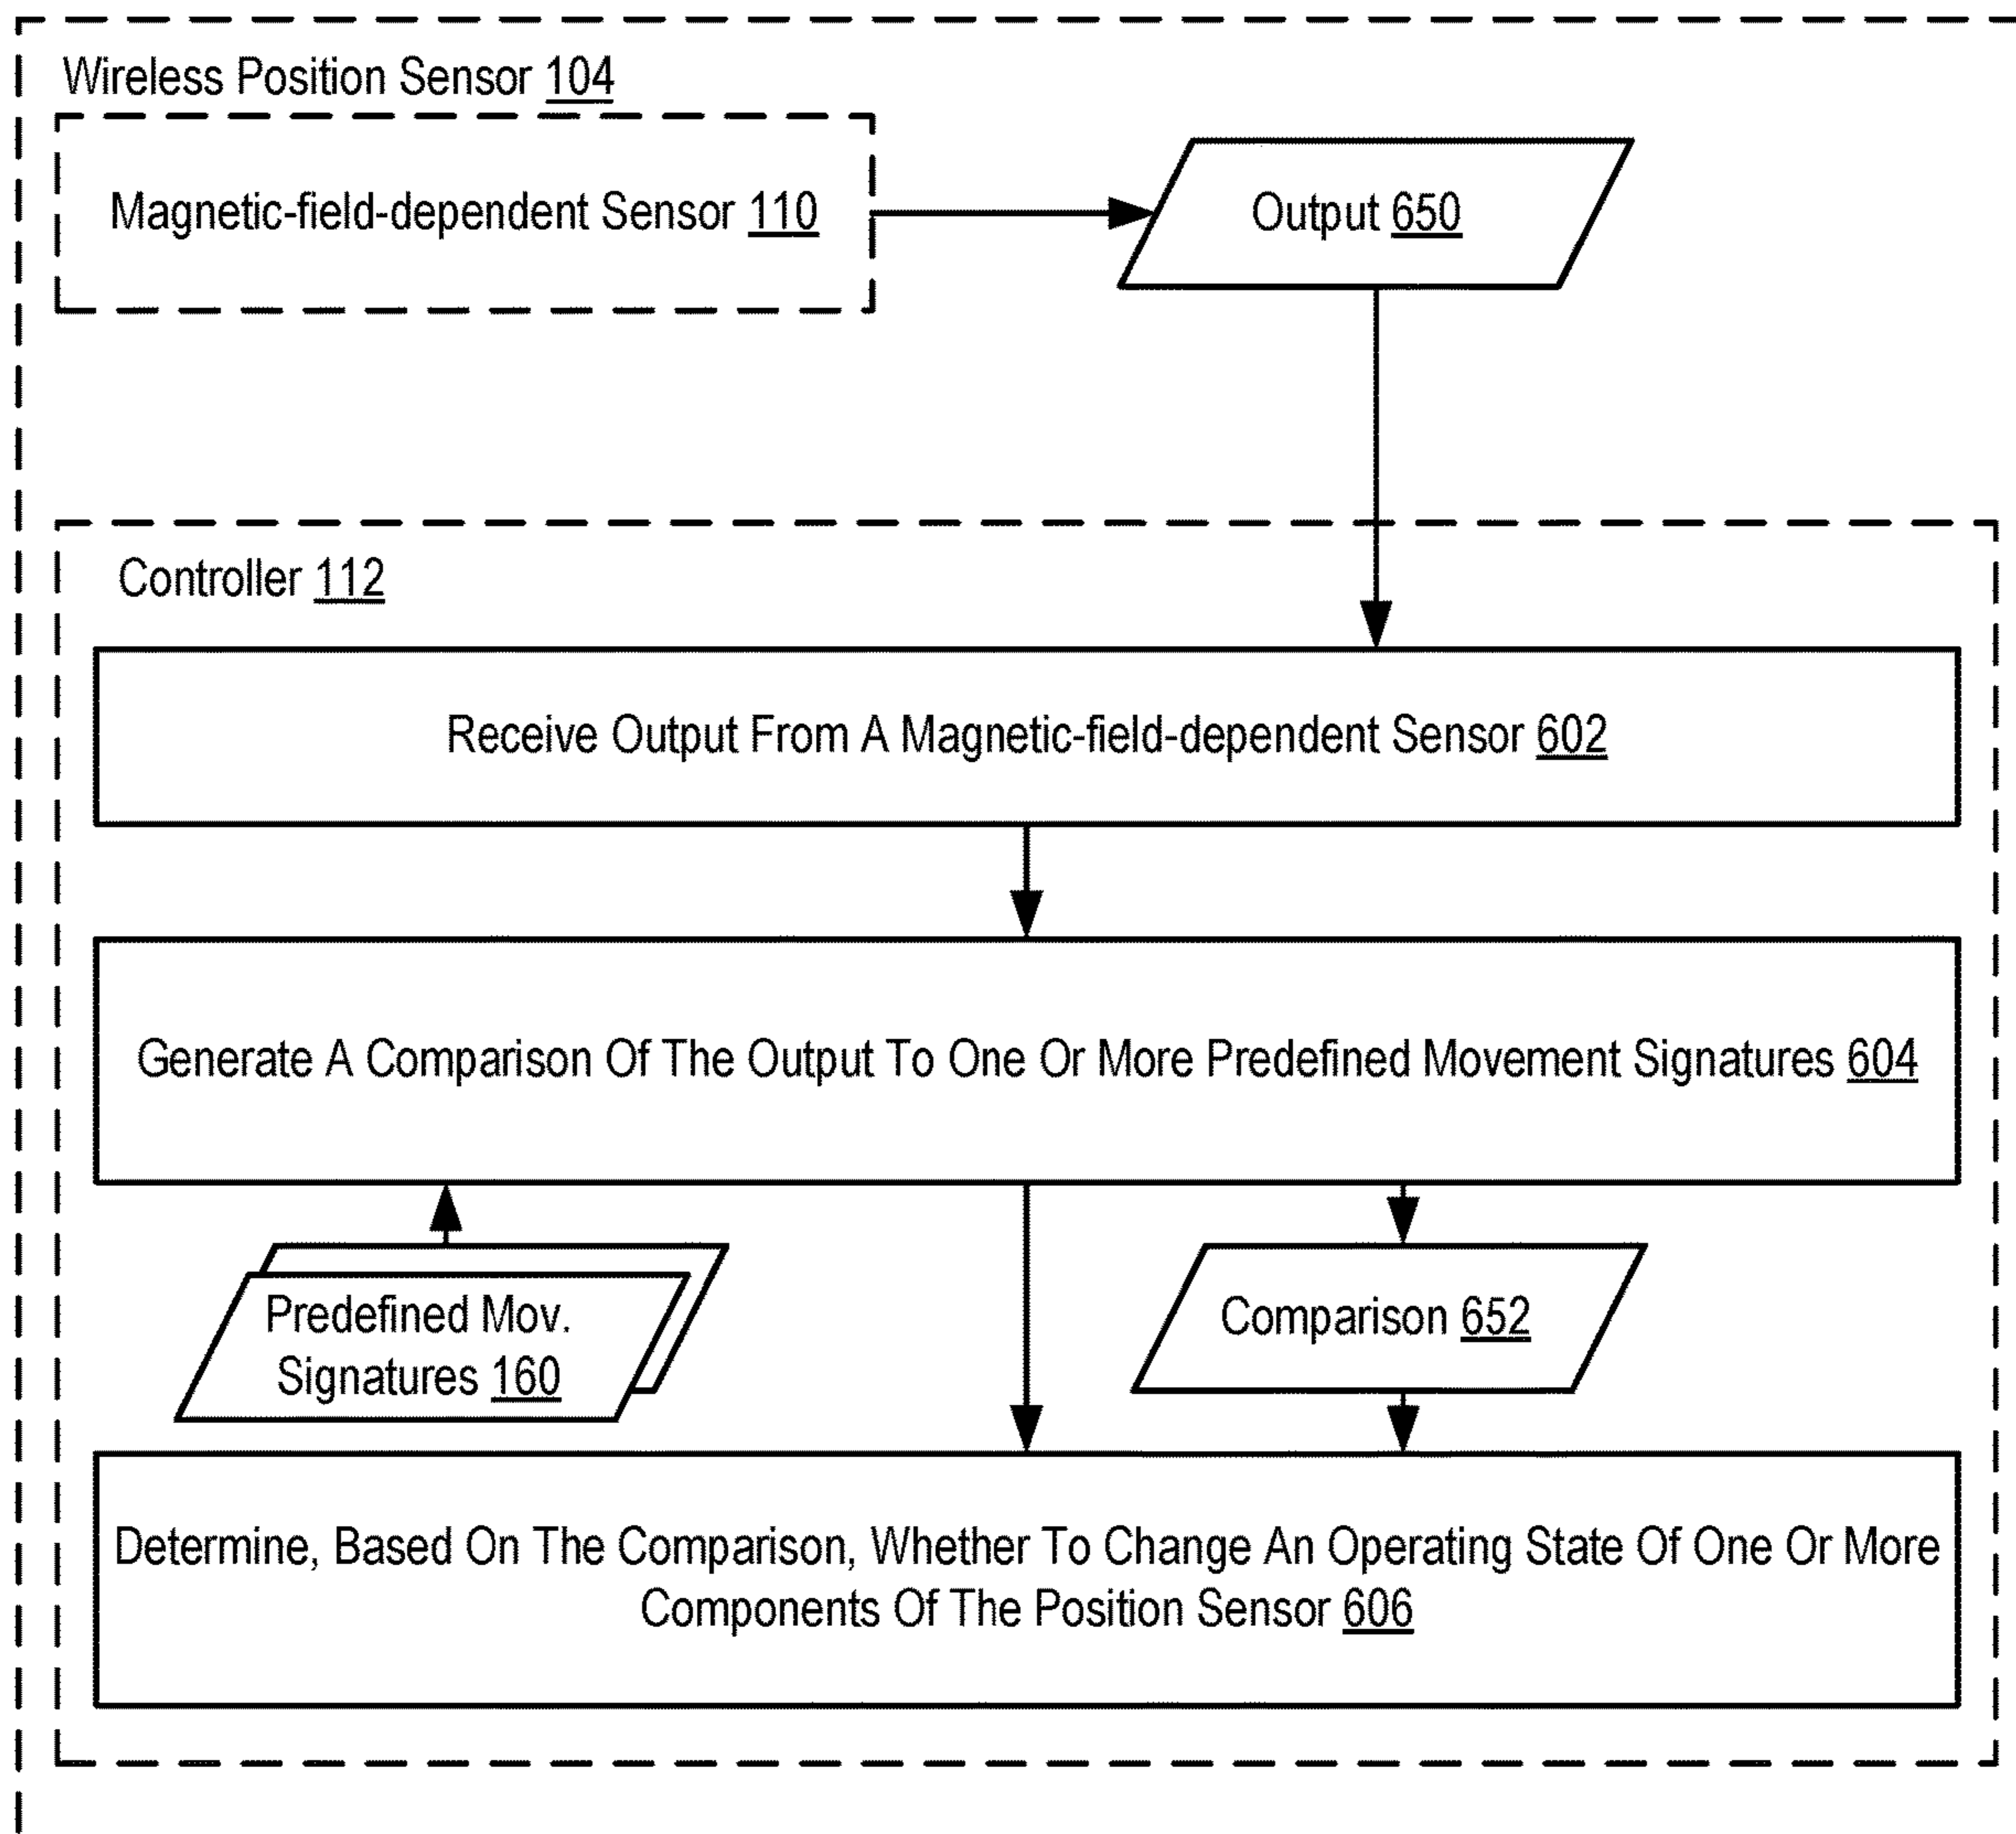 Wireless Position Sensor 104
Magnetic-field-dependent Sensor 110
Output 650
Controller 112
Receive Output From A Magnetic-field-dependent Sensor 602
Generate A Comparison Of The Output To One Or More Predefined Movement Signatures 604
Predefined Mov.
Signatures 160
Comparison 652
Determine, Based On The Comparison, Whether To Change An Operating State Of One Or More
Components Of The Position Sensor 606